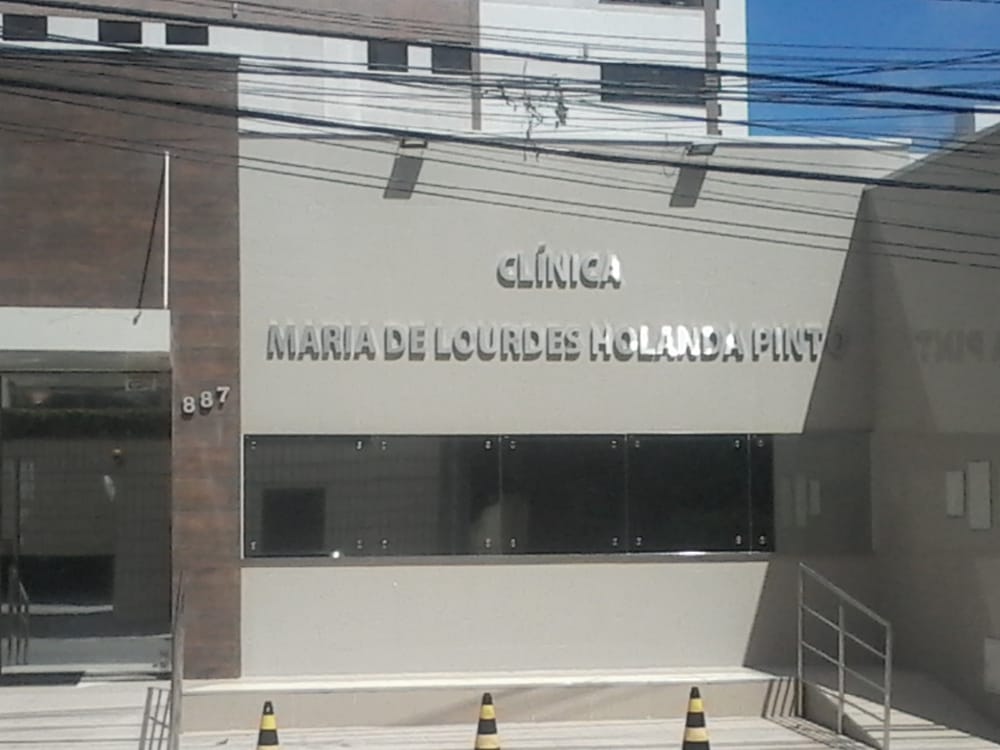 CLÍNICA
MARIA DE LOURDES HOLANDA PINTO
887